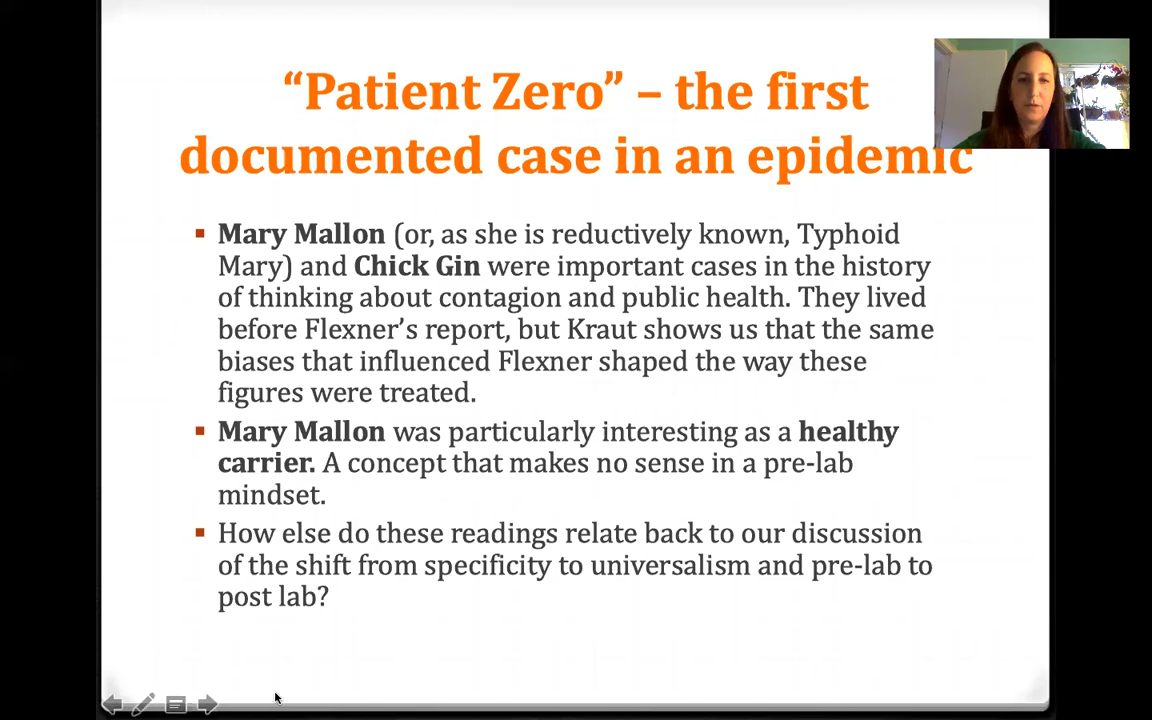 “Patient Zero” – the first
documented case in an epidemic
▪ Mary Mallon (or, as she is reductively known, Typhoid
Mary) and Chick Gin were important cases in the history
of thinking about contagion and public health. They lived
before Flexner’s report, but Kraut shows us that the same
biases that influenced Flexner shaped the way these
figures were treated.
▪ Mary Mallon was particularly interesting as a healthy
carrier. A concept that makes no sense in a pre-lab
mindset.
▪ How else do these readings relate back to our discussion
of the shift from specificity to universalism and pre-lab to
post lab?